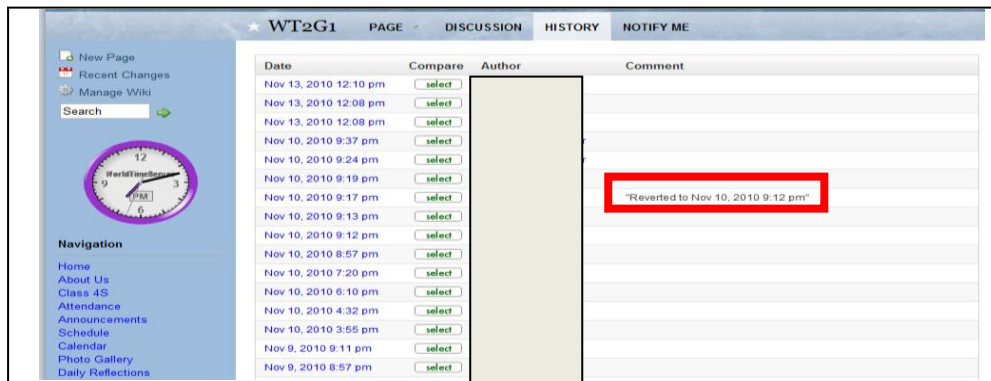 WT2G1 PAGE DISCUSSION HISTORY NOTIFY ME
New Page
Recent Changes
Manage Wiki
Search
12
WorldTimeServer
9 3
PM
6
Navigation
Home
About Us
Class 4S
Attendance
Announcements
Schedule
Calendar
Photo Gallery
Daily Reflections
Date Compare Author Comment
Nov 13, 2010 12:10 pm select
Nov 13, 2010 12:08 pm select
Nov 13, 2010 12:08 pm select
Nov 10, 2010 9:37 pm select r
Nov 10, 2010 9:24 pm select r
Nov 10, 2010 9:19 pm select
Nov 10, 2010 9:17 pm select "Reverted to Nov 10, 2010 9:12 pm"
Nov 10, 2010 9:13 pm select
Nov 10, 2010 9:12 pm select
Nov 10, 2010 8:57 pm select
Nov 10, 2010 7:20 pm select
Nov 10, 2010 6:10 pm select
Nov 10, 2010 4:32 pm select
Nov 10, 2010 3:55 pm select
Nov 9, 2010 9:11 pm select
Nov 9, 2010 8:57 pm select